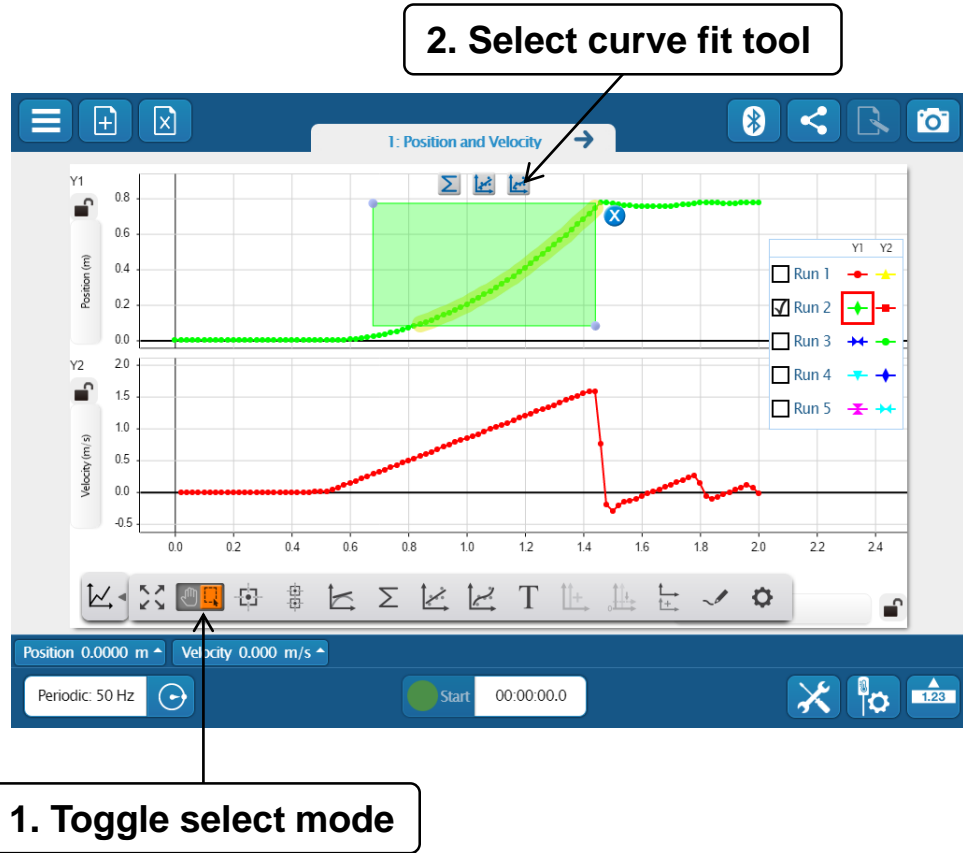 2. Select curve fit tool
1: Position and Velocity
Y1
0.8
0.6
0.4
0.2
0.0
Position (m)
Y1 Y2
Run 1
Run 2
Run 3
Run 4
Run 5
Y2
2.0
1.5
1.0
0.5
0.0
-0.5
Velocity (m/s)
0.0 0.2 0.4 0.6 0.8 1.0 1.2 1.4 1.6 1.8 2.0 2.2 2.4
Σ
X
Σ T
Position 0.0000 m Velocity 0.000 m/s
Periodic: 50 Hz Start 00:00:00.0 1.23
1. Toggle select mode